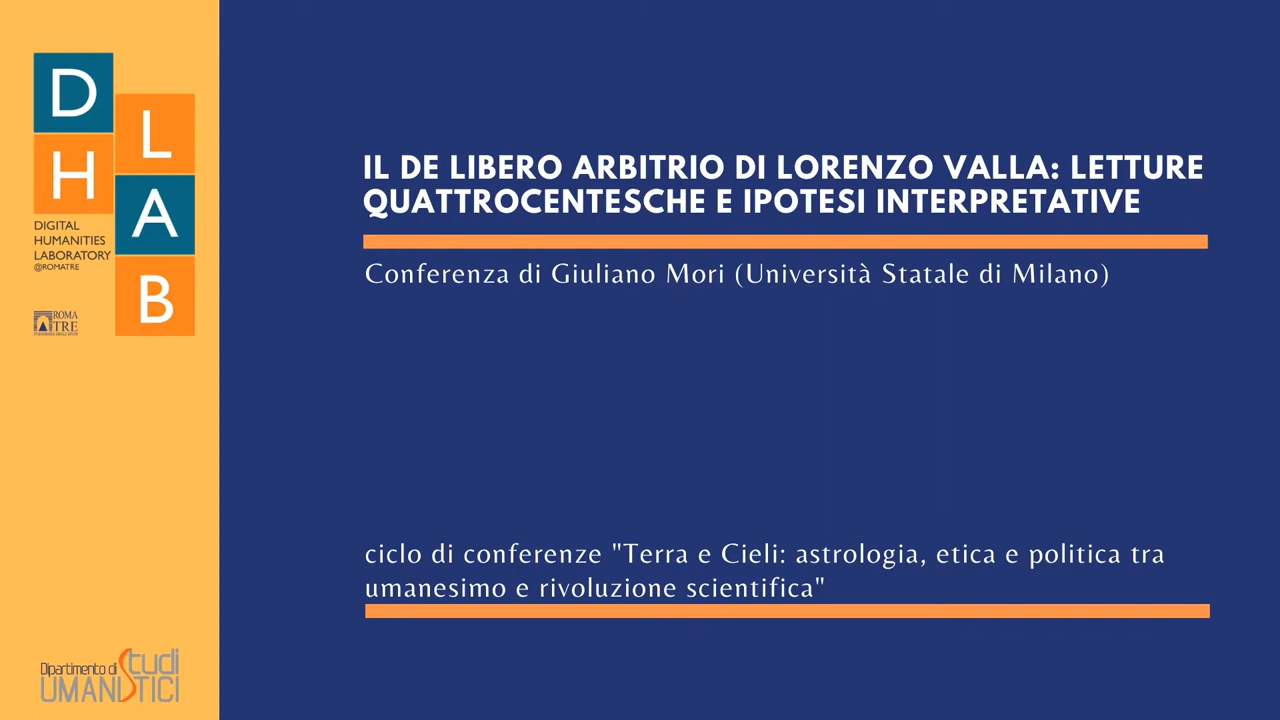 D
H
L
A
B
DIGITAL
HUMANITIES
LABORATORY
@ROMATRE
ROMA
TRE
IL DE LIBERO ARBITRIO DI LORENZO VALLA: LETTURE
QUATTROCENTESCHE E IPOTESI INTERPRETATIVE
Conferenza di Giuliano Mori (Università Statale di Milano)
ciclo di conferenze "Terra e Cieli: astrologia, etica e politica tra
umanesimo e rivoluzione scientifica"
Dipartimento di Studi
UMANISTICI